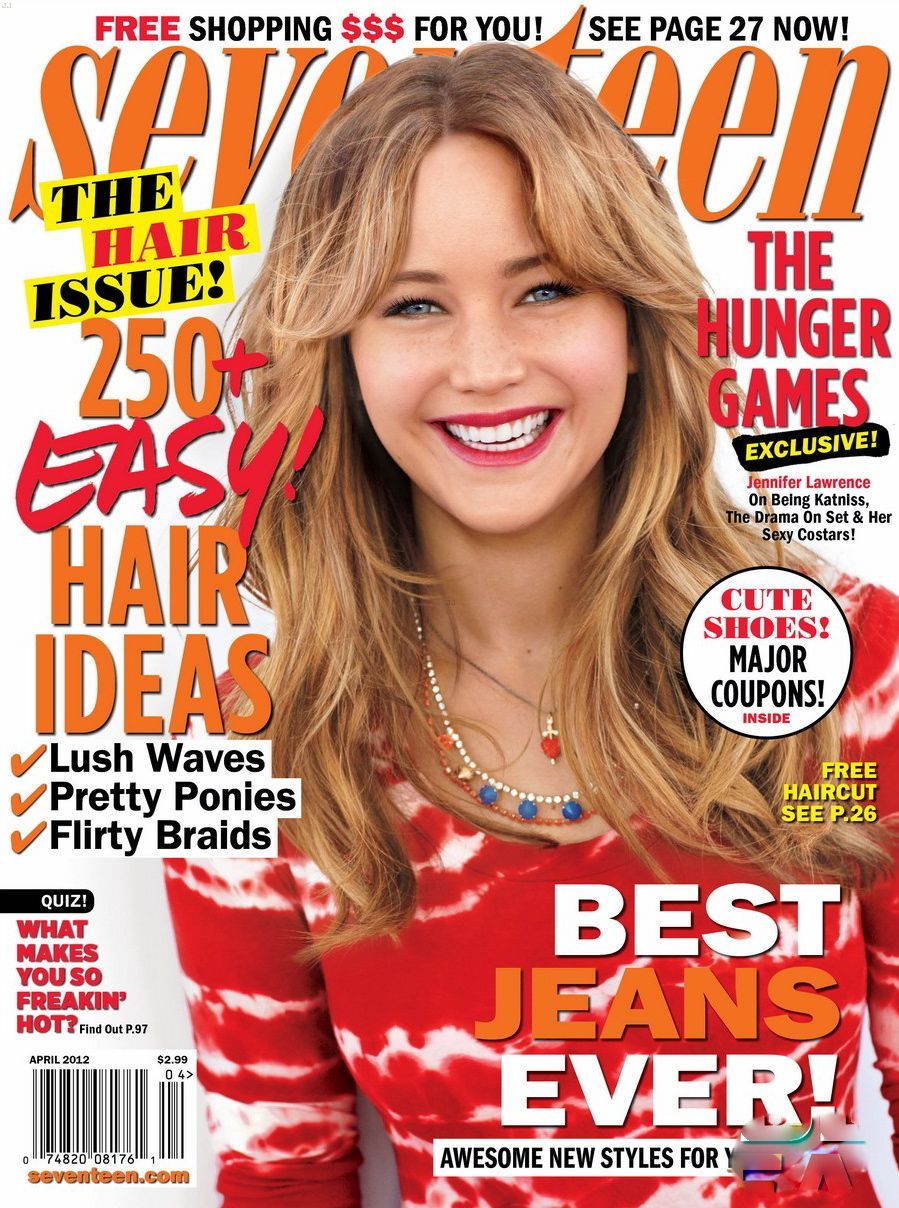 FREE SHOPPING $$$ FOR YOU! SEE PAGE 27 NOW!
seventeen
THE
HAIR
ISSUE!
250+
EASY!
HAIR
IDEAS
✔Lush Waves
✔Pretty Ponies
✔Flirty Braids
QUIZ!
WHAT
MAKES
YOU SO
FREAKIN'
HOT? Find Out P.97
APRIL 2012 $2.99
04>
0 74820 08176 1
seventeen.com
THE
HUNGER
GAMES
EXCLUSIVE!
Jennifer Lawrence
On Being Katniss,
The Drama On Set & Her
Sexy Costars!
CUTE
SHOES!
MAJOR
COUPONS!
INSIDE
FREE
HAIRCUT
SEE P.26
BEST
JEANS
EVER!
AWESOME NEW STYLES FOR